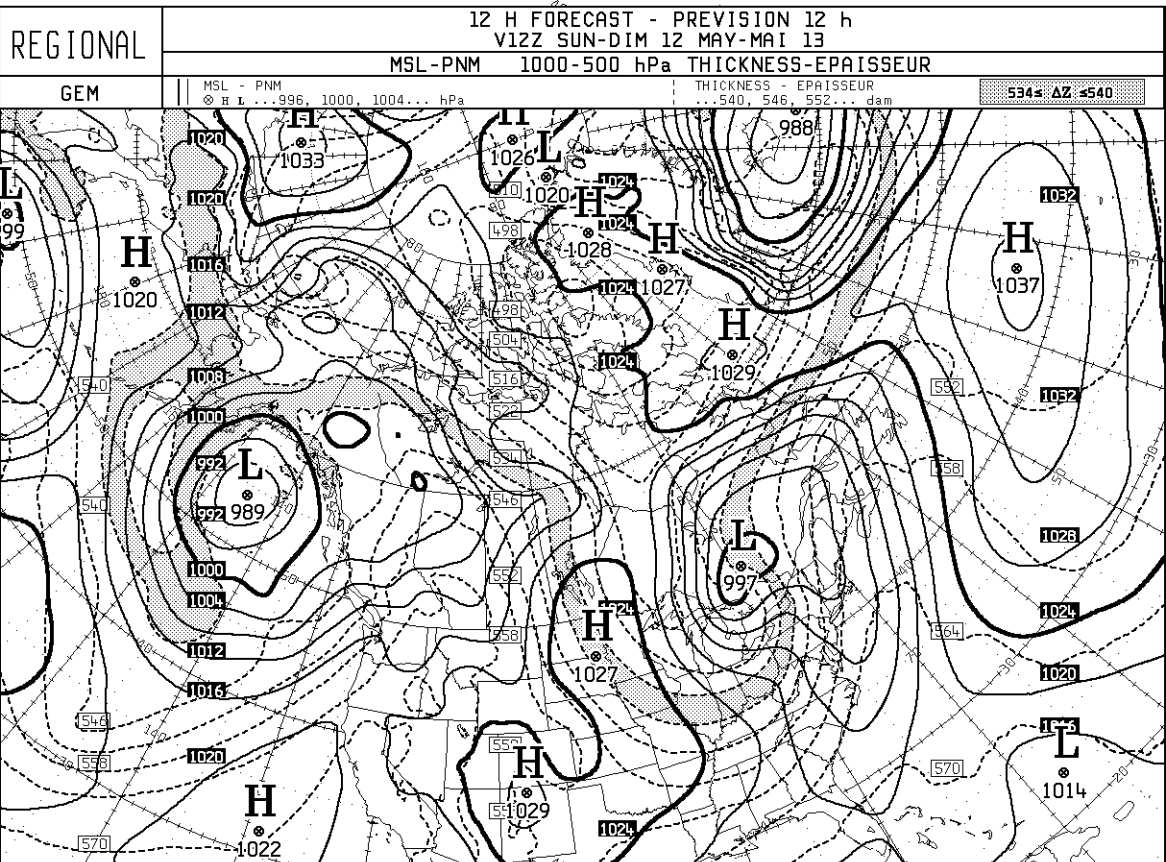 REGIONAL
12 H FORECAST - PREVISION 12 h
V12Z SUN-DIM 12 MAY-MAI 13
MSL-PNM 1000-500 hPa THICKNESS-EPAISSEUR
GEM
MSL - PNM
⊗ H L ...996, 1000, 1004... hPa
THICKNESS - EPAISSEUR
...540, 546, 552... dam
534≤ ΔZ ≤540
H
1033
H
1026
L
1020
988
1020
1020
1016
1012
1008
1000
992
992
1000
1004
1012
1016
1020
L
99
H
1020
510
498
498
504
516
522
534
546
552
558
1024
1024
1024
1024
H
1028
H
1027
H
1029
1032
H
1037
1032
1028
1024
1020
L
1014
540
540
546
558
570
L
989
L
997
1024
H
1027
H
1029
1024
H
1022
552
558
564
570